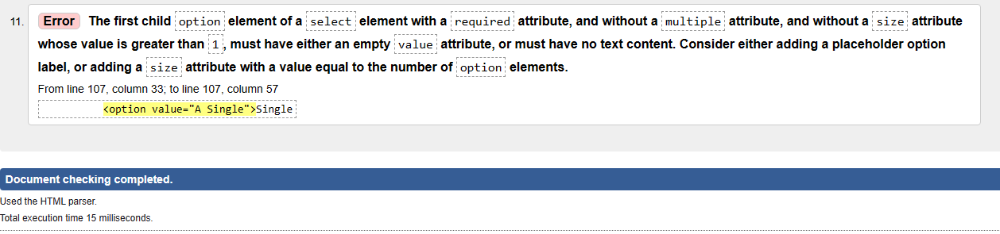 11. Error The first child option element of a select element with a required attribute, and without a multiple attribute, and without a size attribute
whose value is greater than 1, must have either an empty value attribute, or must have no text content. Consider either adding a placeholder option
label, or adding a size attribute with a value equal to the number of option elements.
From line 107, column 33; to line 107, column 57
<option value="A Single">Single
Document checking completed.
Used the HTML parser.
Total execution time 15 milliseconds.